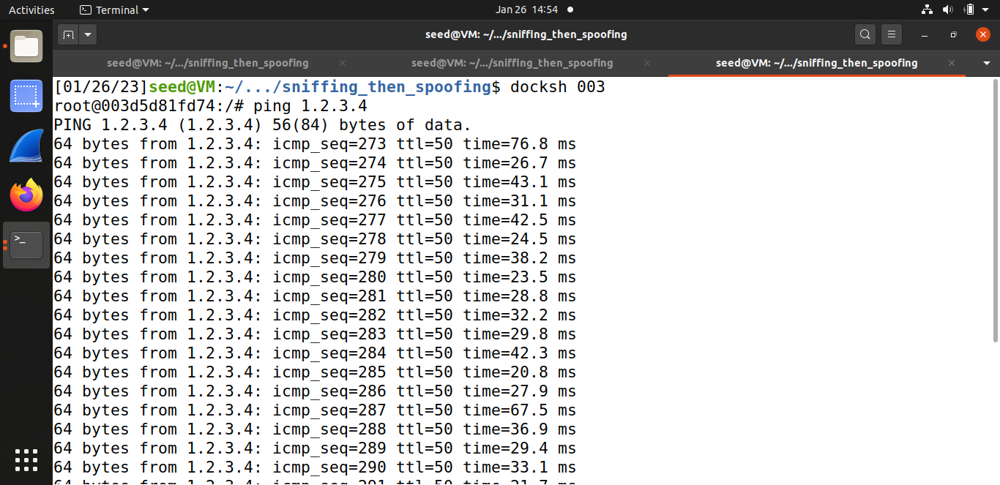 Activities
Terminal
Jan 26 14:54
seed@VM: ~/.../sniffing_then_spoofing
seed@VM: ~/.../sniffing_then_spoofing
seed@VM: ~/.../sniffing_then_spoofing
seed@VM: ~/.../sniffing_then_spoofing
[01/26/23]seed@VM:~/.../sniffing_then_spoofing$ docksh 003
root@003d5d81fd74:/# ping 1.2.3.4
PING 1.2.3.4 (1.2.3.4) 56(84) bytes of data.
64 bytes from 1.2.3.4: icmp_seq=273 ttl=50 time=76.8 ms
64 bytes from 1.2.3.4: icmp_seq=274 ttl=50 time=26.7 ms
64 bytes from 1.2.3.4: icmp_seq=275 ttl=50 time=43.1 ms
64 bytes from 1.2.3.4: icmp_seq=276 ttl=50 time=31.1 ms
64 bytes from 1.2.3.4: icmp_seq=277 ttl=50 time=42.5 ms
64 bytes from 1.2.3.4: icmp_seq=278 ttl=50 time=24.5 ms
64 bytes from 1.2.3.4: icmp_seq=279 ttl=50 time=38.2 ms
64 bytes from 1.2.3.4: icmp_seq=280 ttl=50 time=23.5 ms
64 bytes from 1.2.3.4: icmp_seq=281 ttl=50 time=28.8 ms
64 bytes from 1.2.3.4: icmp_seq=282 ttl=50 time=32.2 ms
64 bytes from 1.2.3.4: icmp_seq=283 ttl=50 time=29.8 ms
64 bytes from 1.2.3.4: icmp_seq=284 ttl=50 time=42.3 ms
64 bytes from 1.2.3.4: icmp_seq=285 ttl=50 time=20.8 ms
64 bytes from 1.2.3.4: icmp_seq=286 ttl=50 time=27.9 ms
64 bytes from 1.2.3.4: icmp_seq=287 ttl=50 time=67.5 ms
64 bytes from 1.2.3.4: icmp_seq=288 ttl=50 time=36.9 ms
64 bytes from 1.2.3.4: icmp_seq=289 ttl=50 time=29.4 ms
64 bytes from 1.2.3.4: icmp_seq=290 ttl=50 time=33.1 ms
64 bytes from 1.2.3.4: icmp_seq=291 ttl=50 ms